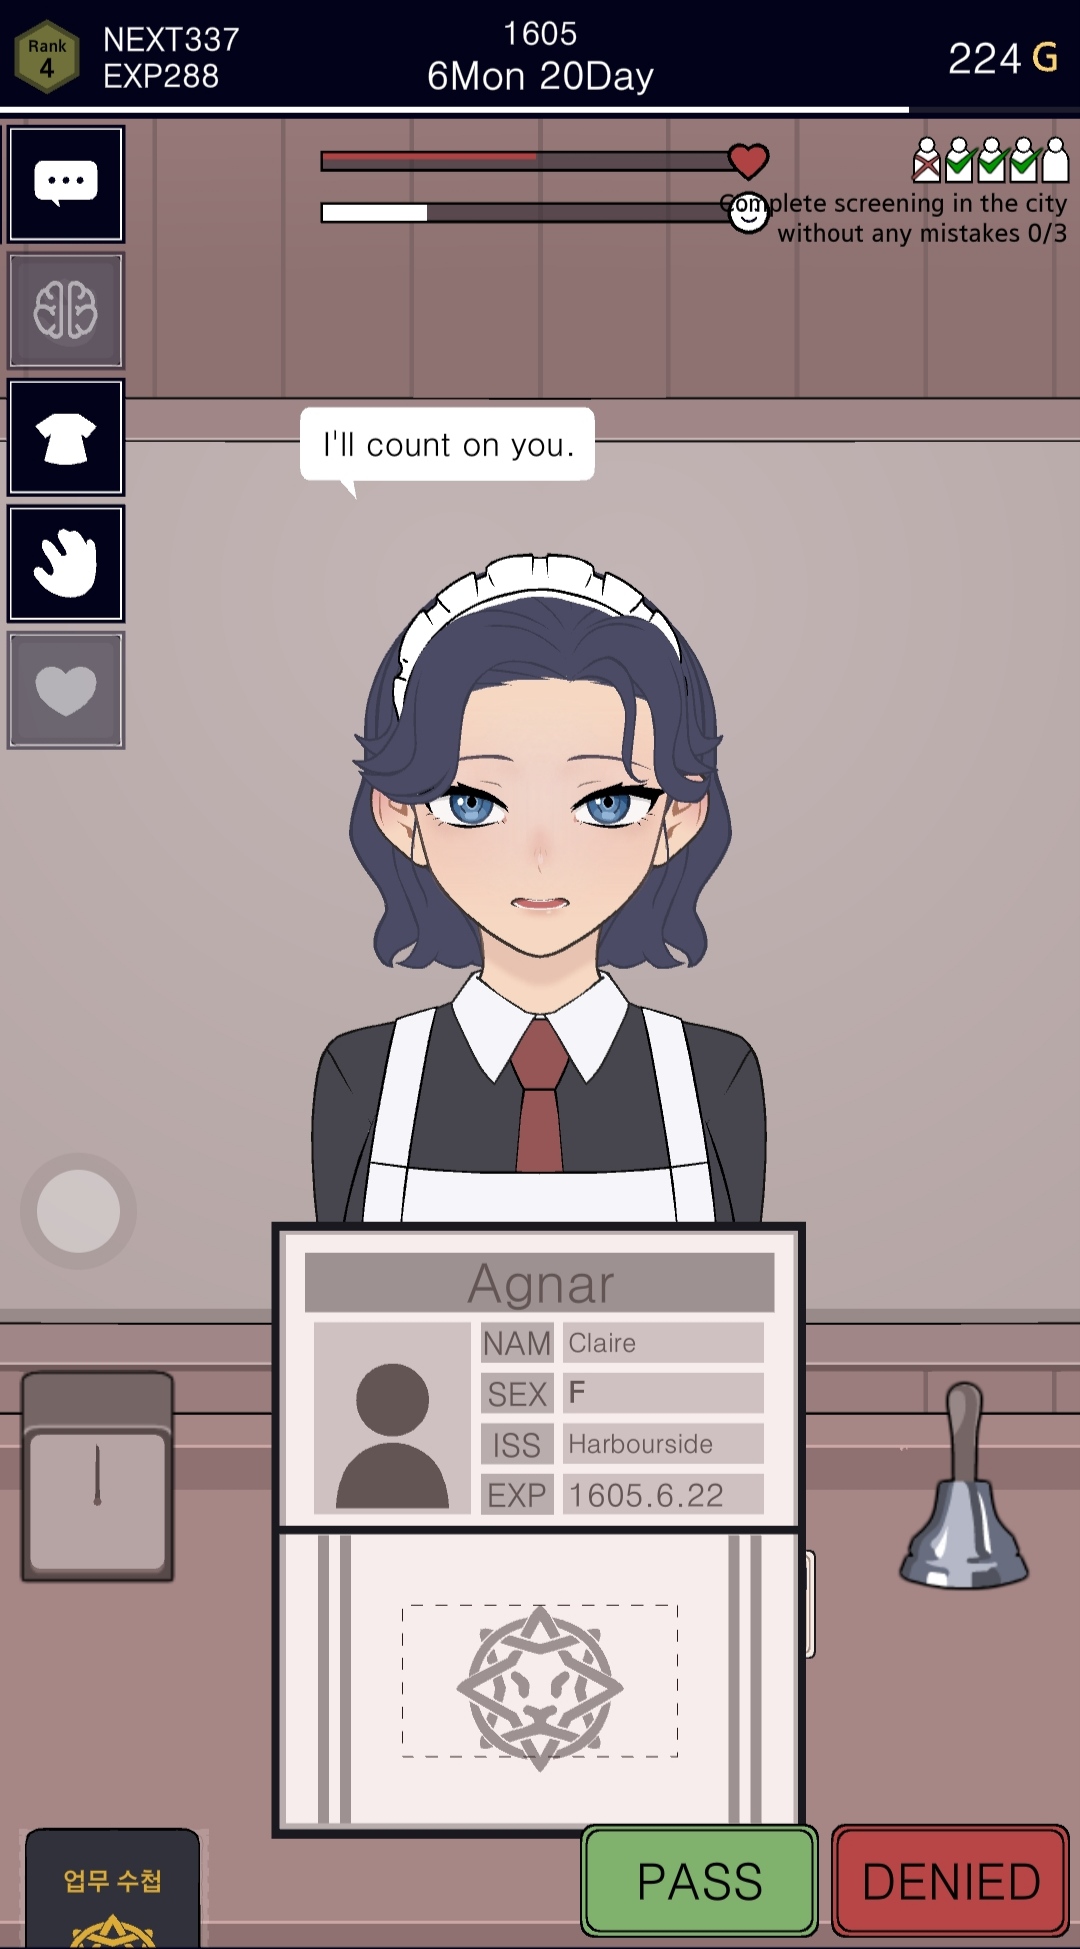 Rank
4
NEXT337
EXP288
1605
6Mon 20Day
224 G
Complete screening in the city
without any mistakes 0/3
I'll count on you.
Agnar
NAM Claire
SEX F
ISS Harbourside
EXP 1605.6.22
업무 수첩
PASS
DENIED